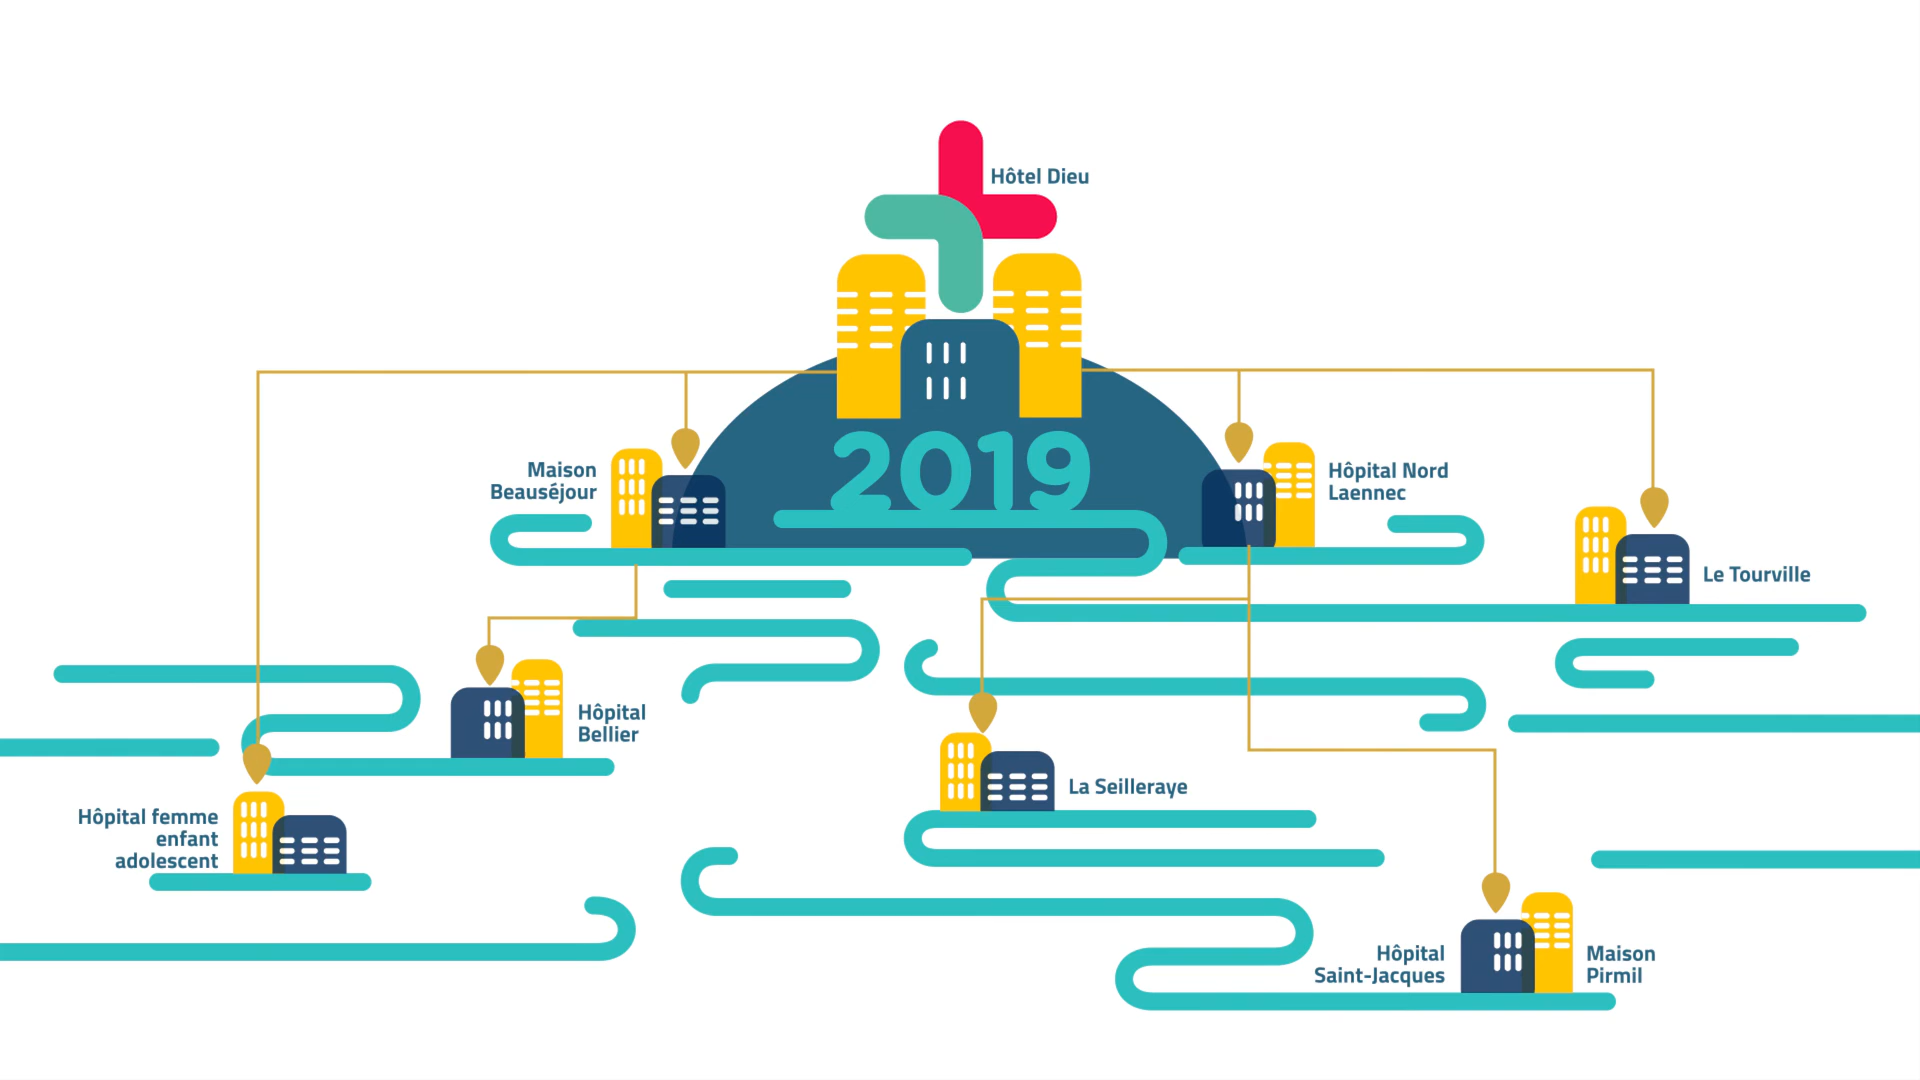 Hôtel Dieu
2019
Maison
Beauséjour
Hôpital Nord
Laennec
Le Tourville
Hôpital
Bellier
La Seilleraye
Hôpital femme
enfant
adolescent
Hôpital
Saint-Jacques
Maison
Pirmil